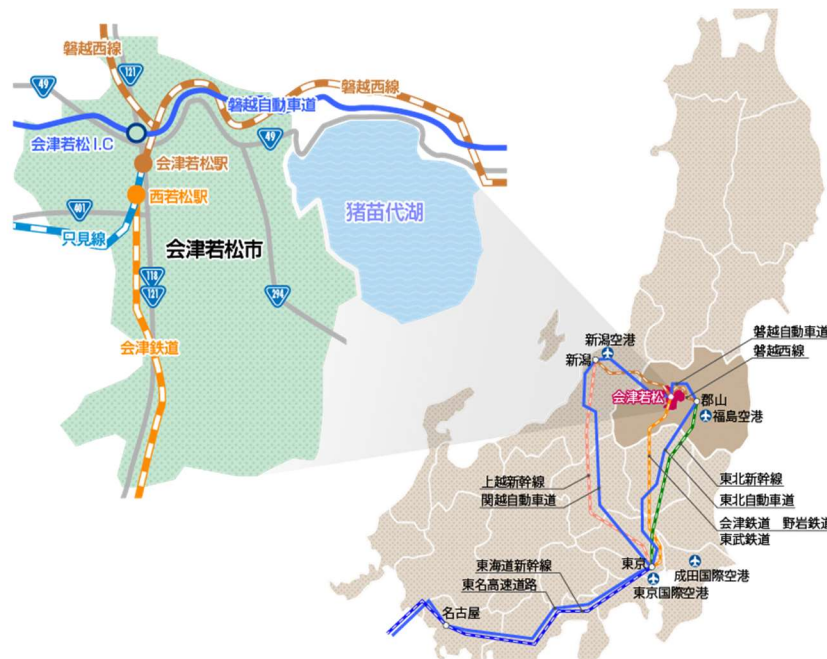 磐越西線
121
49
磐越西線
磐越自動車道
49
会津若松I.C
会津若松駅
西若松駅
401
只見線
猪苗代湖
会津若松市
118
121
294
会津鉄道
新潟空港
新潟
磐越自動車道
磐越西線
会津若松
郡山
福島空港
上越新幹線
関越自動車道
東北新幹線
東北自動車道
会津鉄道 野岩鉄道
東武鉄道
東海道新幹線
東名高速道路
東京
成田国際空港
東京国際空港
名古屋